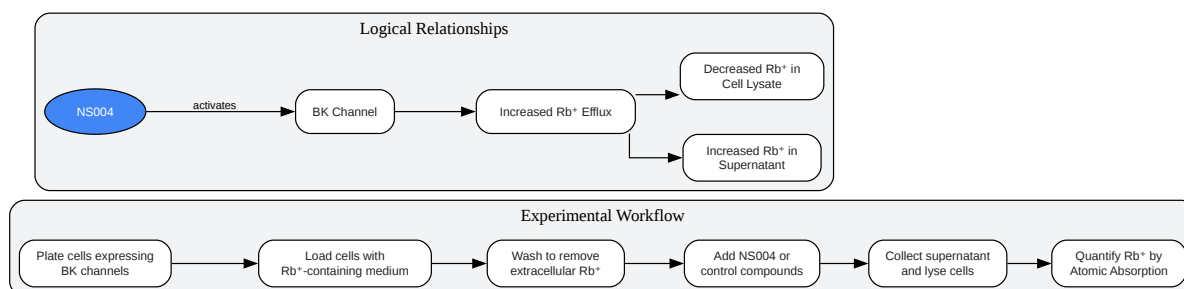 Logical Relationships
NS004
activates
BK Channel
Increased Rb⁺ Efflux
Decreased Rb⁺ in
Cell Lysate
Increased Rb⁺ in
Supernatant
Experimental Workflow
Plate cells expressing
BK channels
Load cells with
Rb⁺-containing medium
Wash to remove
extracellular Rb⁺
Add NS004 or
control compounds
Collect supernatant
and lyse cells
Quantify Rb⁺ by
Atomic Absorption